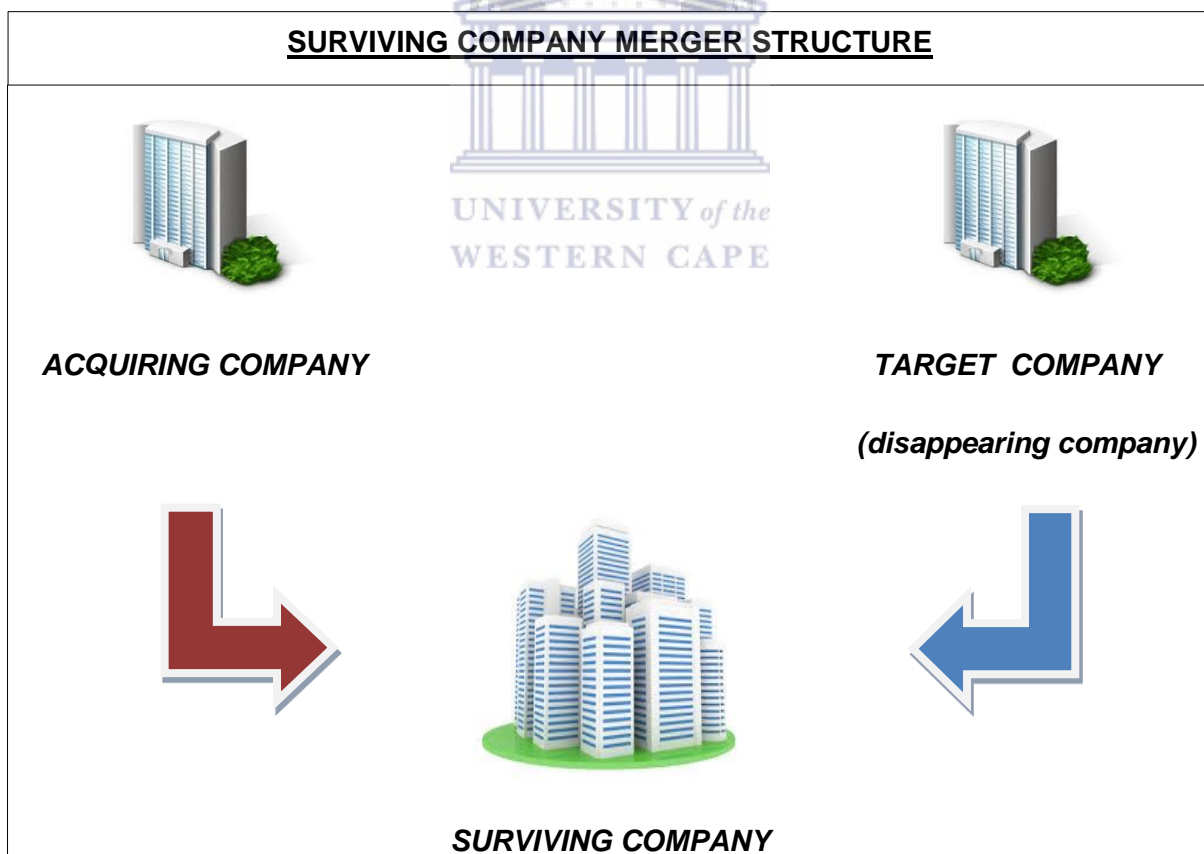 SURVIVING COMPANY MERGER STRUCTURE
UNIVERSITY of the
WESTERN CAPE
ACQUIRING COMPANY
TARGET COMPANY
(disappearing company)
SURVIVING COMPANY